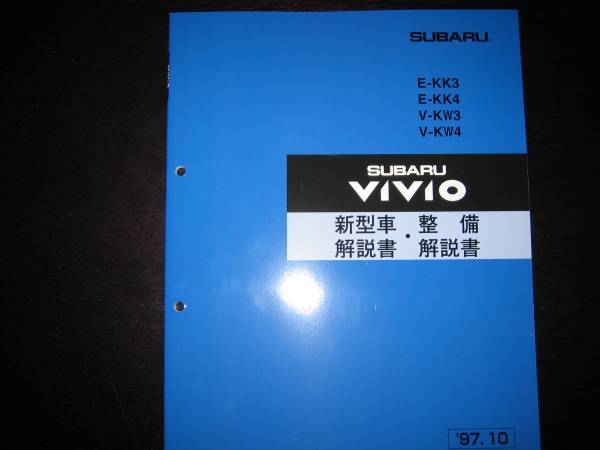 SUBARU
E-KK3
E-KK4
V-KW3
V-KW4
SUBARU
VIVIO
新型車・整 備
解説書 解説書
'97.10